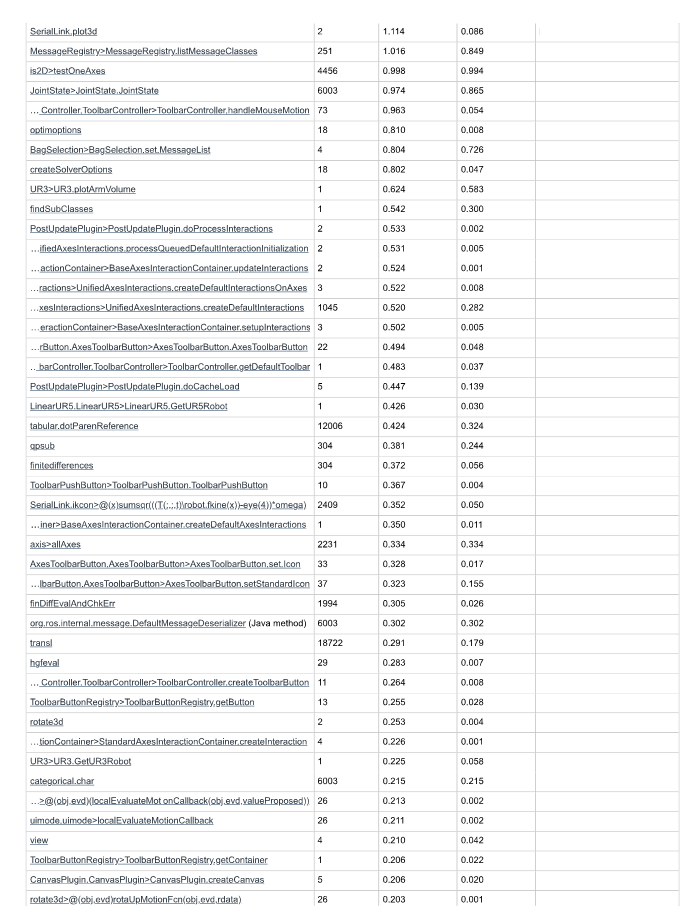 SerialLink.plot3d 2 1.114 0.086
MessageRegistry>MessageRegistry.listMessageClasses 251 1.016 0.849
is2D>testOneAxes 4456 0.998 0.994
JointState>JointState.JointState 6003 0.974 0.865
... Controller.ToolbarController>ToolbarController.handleMouseMotion 73 0.963 0.054
optimoptions 18 0.810 0.008
BagSelection>BagSelection.set.MessageList 4 0.804 0.726
createSolverOptions 18 0.802 0.047
UR3>UR3.plotArmVolume 1 0.624 0.583
findSubClasses 1 0.542 0.300
PostUpdatePlugin>PostUpdatePlugin.doProcessInteractions 2 0.533 0.002
...ifiedAxesInteractions.processQueuedDefaultInteractionInitialization 2 0.531 0.005
...actionContainer>BaseAxesInteractionContainer.updateInteractions 2 0.524 0.001
...ractions>UnifiedAxesInteractions.createDefaultInteractionsOnAxes 3 0.522 0.008
...xesInteractions>UnifiedAxesInteractions.createDefaultInteractions 1045 0.520 0.282
...eractionContainer>BaseAxesInteractionContainer.setupInteractions 3 0.502 0.005
...rButton.AxesToolbarButton>AxesToolbarButton.AxesToolbarButton 22 0.494 0.048
... barController.ToolbarController>ToolbarController.getDefaultToolbar 1 0.483 0.037
PostUpdatePlugin>PostUpdatePlugin.doCacheLoad 5 0.447 0.139
LinearUR5.LinearUR5>LinearUR5.GetUR5Robot 1 0.426 0.030
tabular.dotParenReference 12006 0.424 0.324
qpsub 304 0.381 0.244
finitedifferences 304 0.372 0.056
ToolbarPushButton>ToolbarPushButton.ToolbarPushButton 10 0.367 0.004
SerialLink.ikcon>@(x)sumsqr(((T(:,:,t)\robot.fkine(x))-eye(4))*omega) 2409 0.352 0.050
...iner>BaseAxesInteractionContainer.createDefaultAxesInteractions 1 0.350 0.011
axis>allAxes 2231 0.334 0.334
AxesToolbarButton.AxesToolbarButton>AxesToolbarButton.set.Icon 33 0.328 0.017
...lbarButton.AxesToolbarButton>AxesToolbarButton.setStandardIcon 37 0.323 0.155
finDiffEvalAndChkErr 1994 0.305 0.026
org.ros.internal.message.DefaultMessageDeserializer (Java method) 6003 0.302 0.302
transl 18722 0.291 0.179
hgfeval 29 0.283 0.007
... Controller.ToolbarController>ToolbarController.createToolbarButton 11 0.264 0.008
ToolbarButtonRegistry>ToolbarButtonRegistry.getButton 13 0.255 0.028
rotate3d 2 0.253 0.004
...tionContainer>StandardAxesInteractionContainer.createInteraction 4 0.226 0.001
UR3>UR3.GetUR3Robot 1 0.225 0.058
categorical.char 6003 0.215 0.215
...>@(obj,evd)(localEvaluateMot onCallback(obj,evd,valueProposed)) 26 0.213 0.002
uimode.uimode>localEvaluateMotionCallback 26 0.211 0.002
view 4 0.210 0.042
ToolbarButtonRegistry>ToolbarButtonRegistry.getContainer 1 0.206 0.022
CanvasPlugin.CanvasPlugin>CanvasPlugin.createCanvas 5 0.206 0.020
rotate3d>@(obj,evd)rotaUpMotionFcn(obj,evd,rdata) 26 0.203 0.001